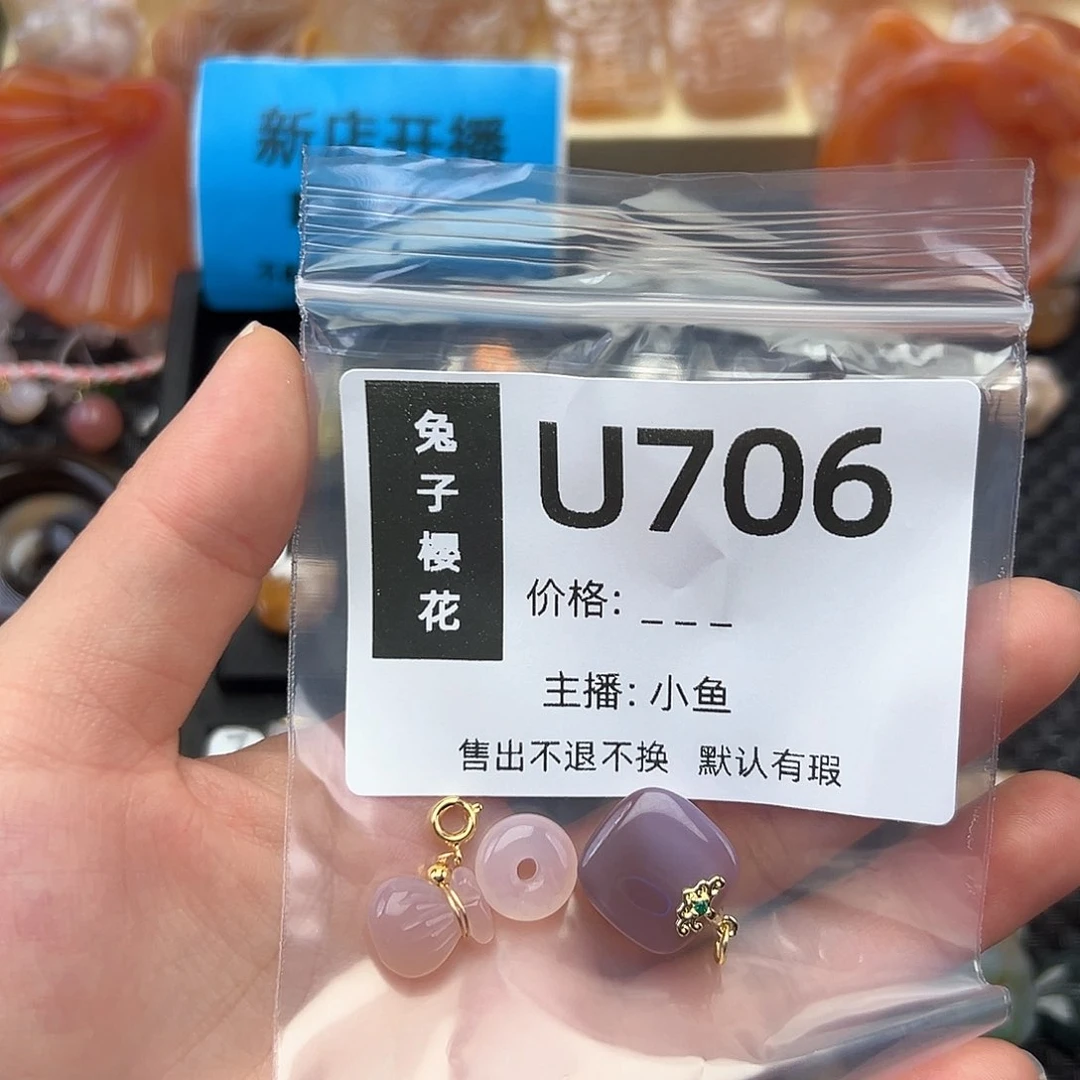 新店开播
兔子樱花
U706
价格: _ _ _
主播: 小鱼
售出不退不换 默认有瑕